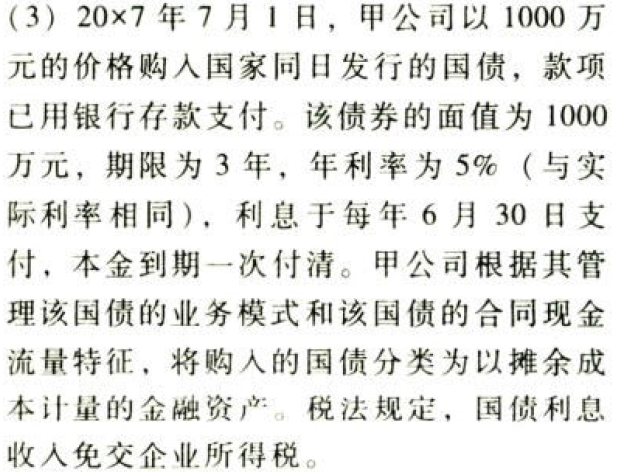 (3) 20×7 年 7 月 1 日，甲公司以 1000 万
元的价格购入国家同日发行的国债，款项
已用银行存款支付。该债券的面值为 1000
万元，期限为 3 年，年利率为 5%（与实
际利率相同），利息于每年 6 月 30 日支
付，本金到期一次付清。甲公司根据其管
理该国债的业务模式和该国债的合同现金
流量特征，将购入的国债分类为以摊余成
本计量的金融资产。税法规定，国债利息
收入免交企业所得税。